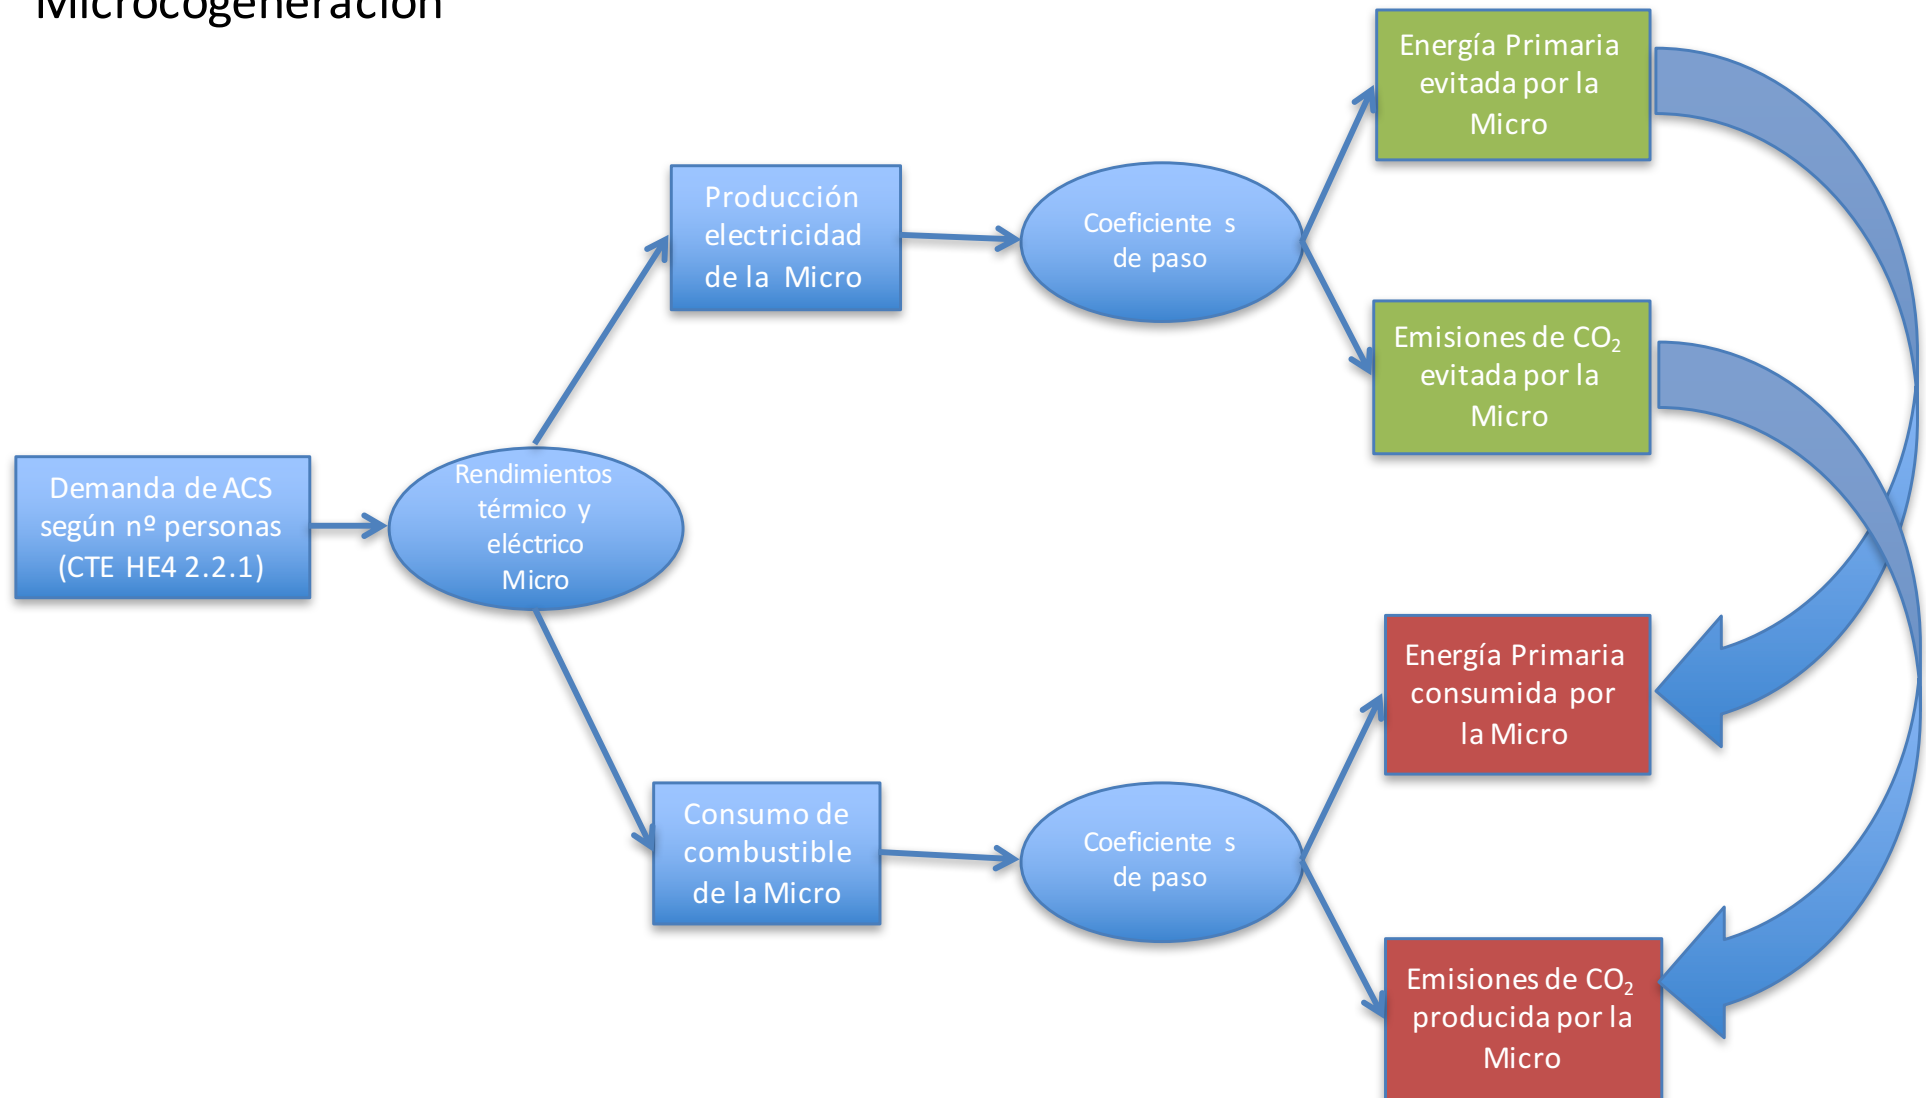 Microcogeneración
Energía Primaria
evitada por la
Micro
Producción
electricidad
de la Micro
Coeficiente s
de paso
Emisiones de CO₂
evitada por la
Micro
Demanda de ACS
según nº personas
(CTE HE4 2.2.1)
Rendimientos
térmico y
eléctrico
Micro
Energía Primaria
consumida por
la Micro
Consumo de
combustible
de la Micro
Coeficiente s
de paso
Emisiones de CO₂
producida por la
Micro